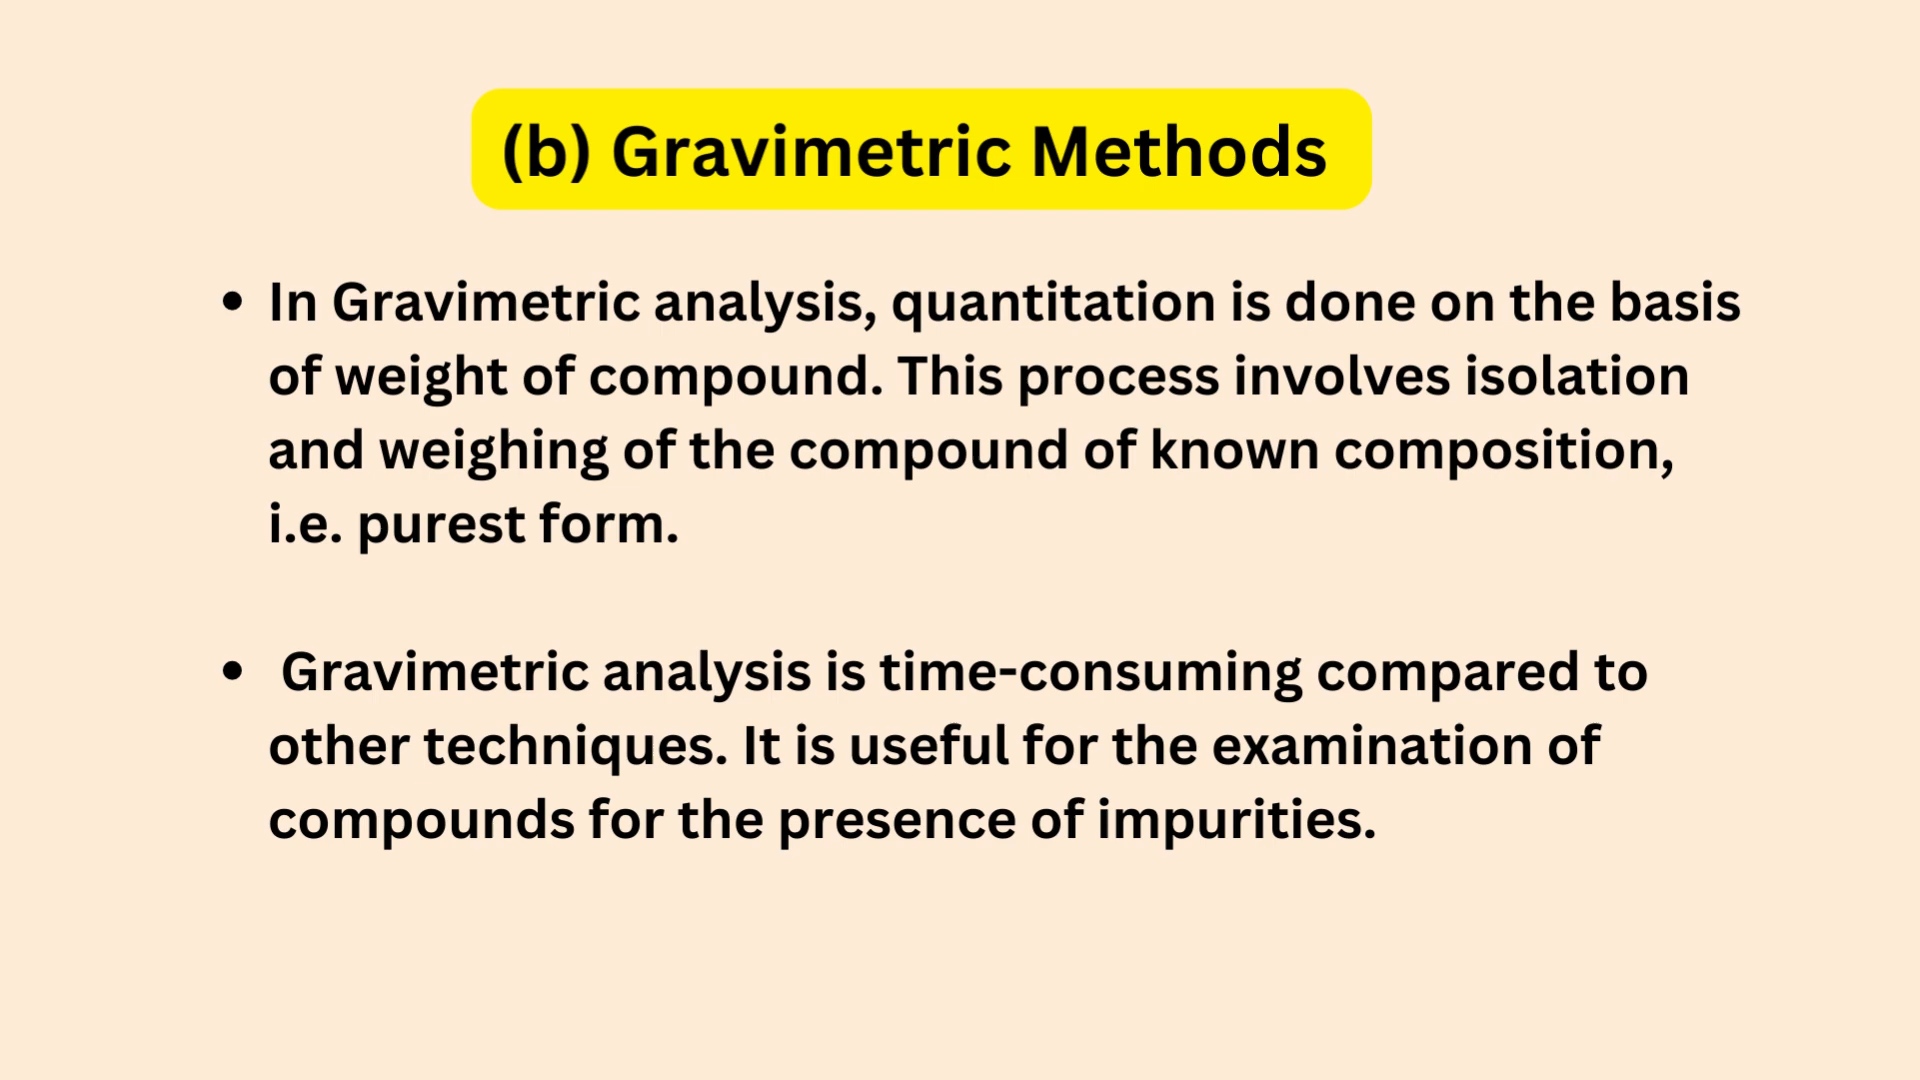 (b) Gravimetric Methods
• In Gravimetric analysis, quantitation is done on the basis
of weight of compound. This process involves isolation
and weighing of the compound of known composition,
i.e. purest form.
• Gravimetric analysis is time-consuming compared to
other techniques. It is useful for the examination of
compounds for the presence of impurities.